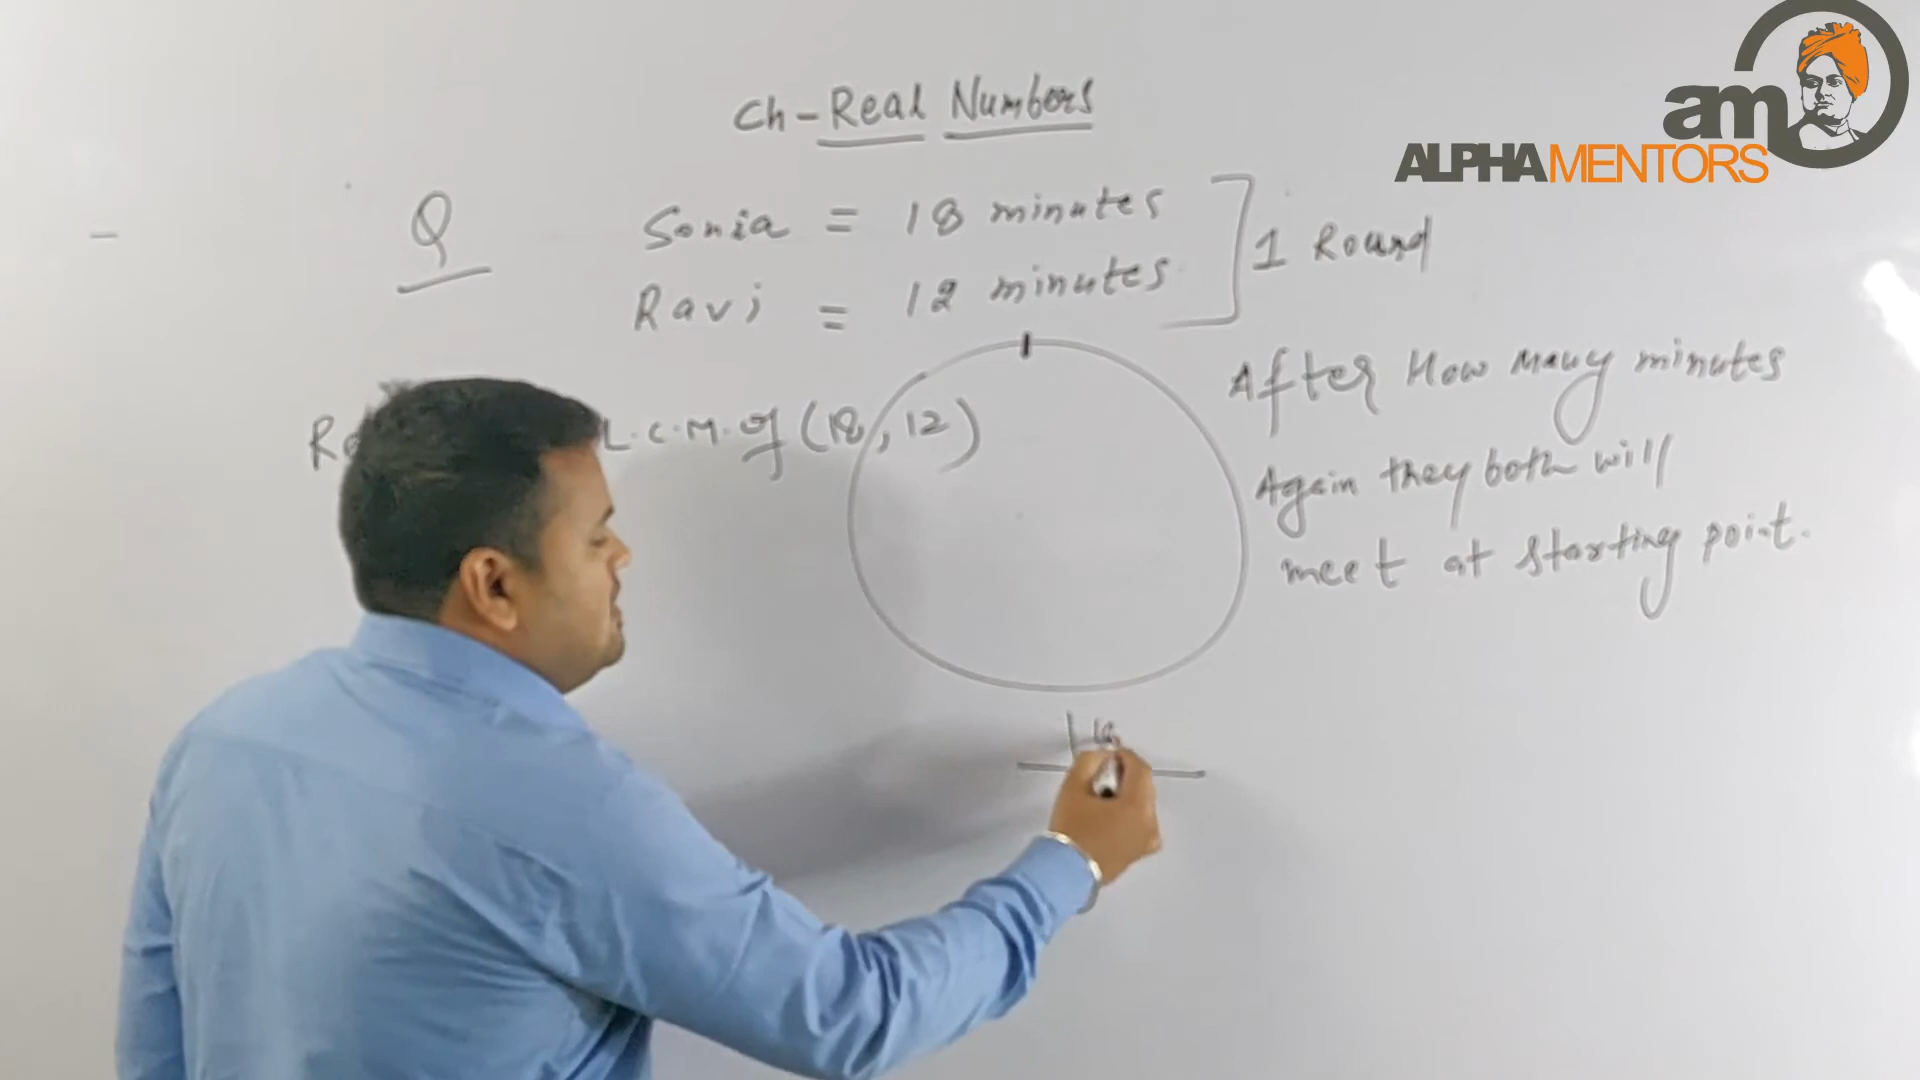 Ch-Real Numbers
am
ALPHAMENTORS
Q Sonia = 18 minutes
Ravi = 12 minutes
1 Round
After How Many minutes
Again they both will
meet at starting point.
L.C.M. of (18, 12)